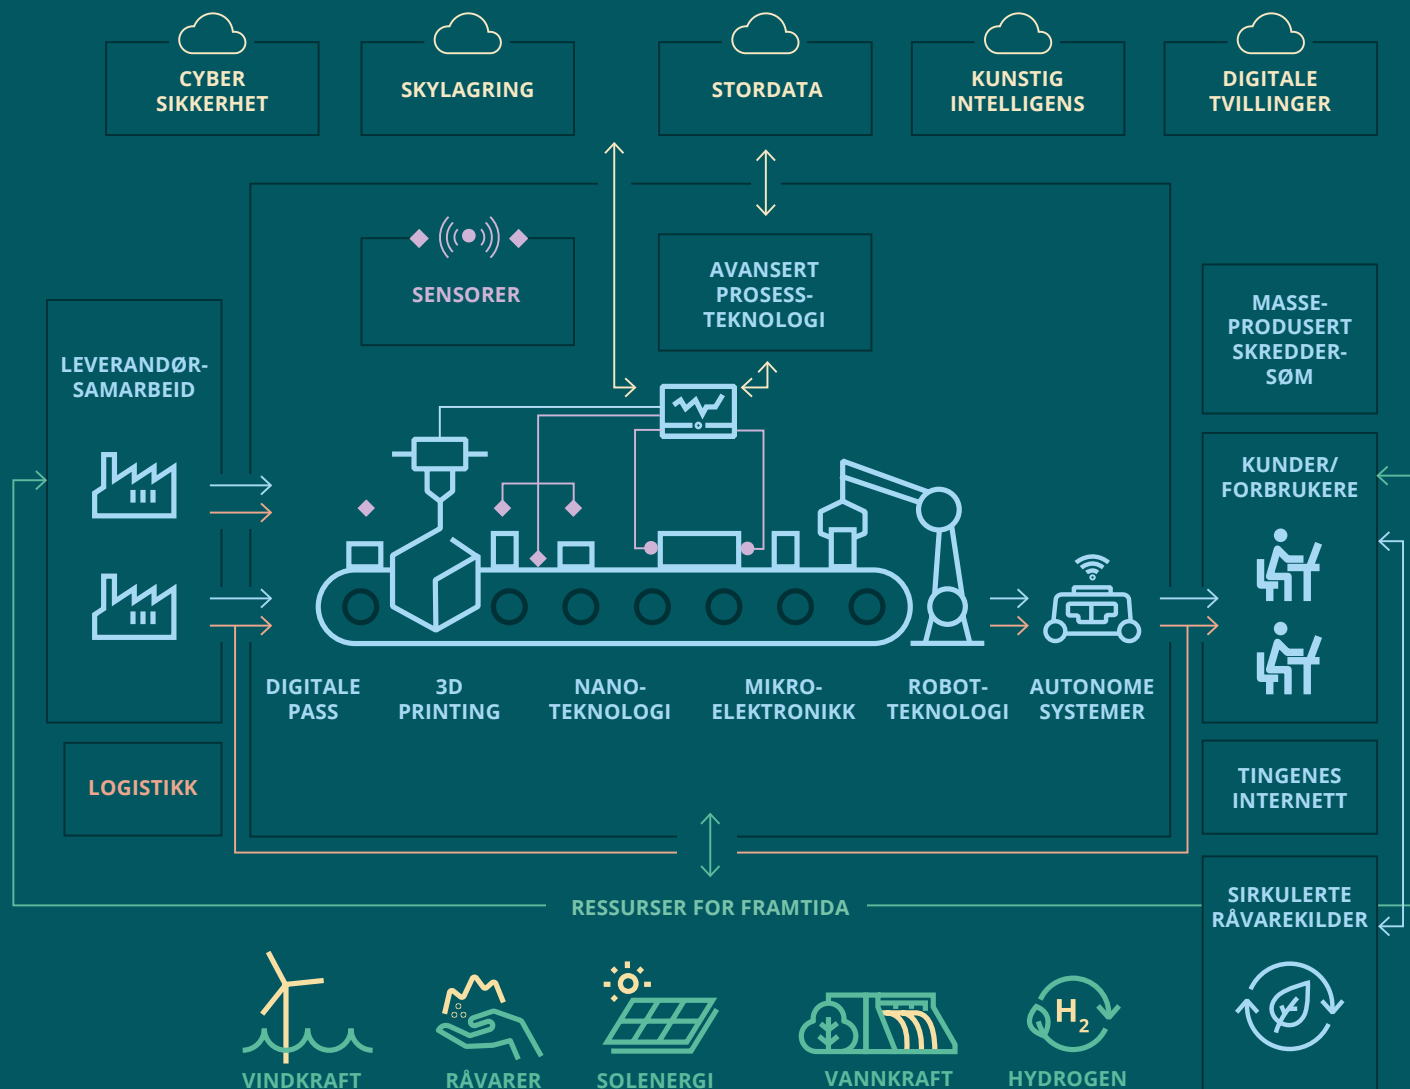 CYBER
SIKKERHET
SKYLAGRING
STORDATA
KUNSTIG
INTELLIGENS
DIGITALE
TVILLINGER
SENSORER
AVANSERT
PROSESS-
TEKNOLOGI
MASSE-
PRODUSERT
SKREDDER-
SØM
LEVERANDØR-
SAMARBEID
KUNDER/
FORBRUKERE
DIGITALE
PASS
3D
PRINTING
NANO-
TEKNOLOGI
MIKRO-
ELEKTRONIKK
ROBOT-
TEKNOLOGI
AUTONOME
SYSTEMER
LOGISTIKK
TINGENES
INTERNETT
RESSURSER FOR FRAMTIDA
SIRKULERTE
RÅVAREKILDER
H2
VINDKRAFT
RÅVARER
SOLENERGI
VANNKRAFT
HYDROGEN